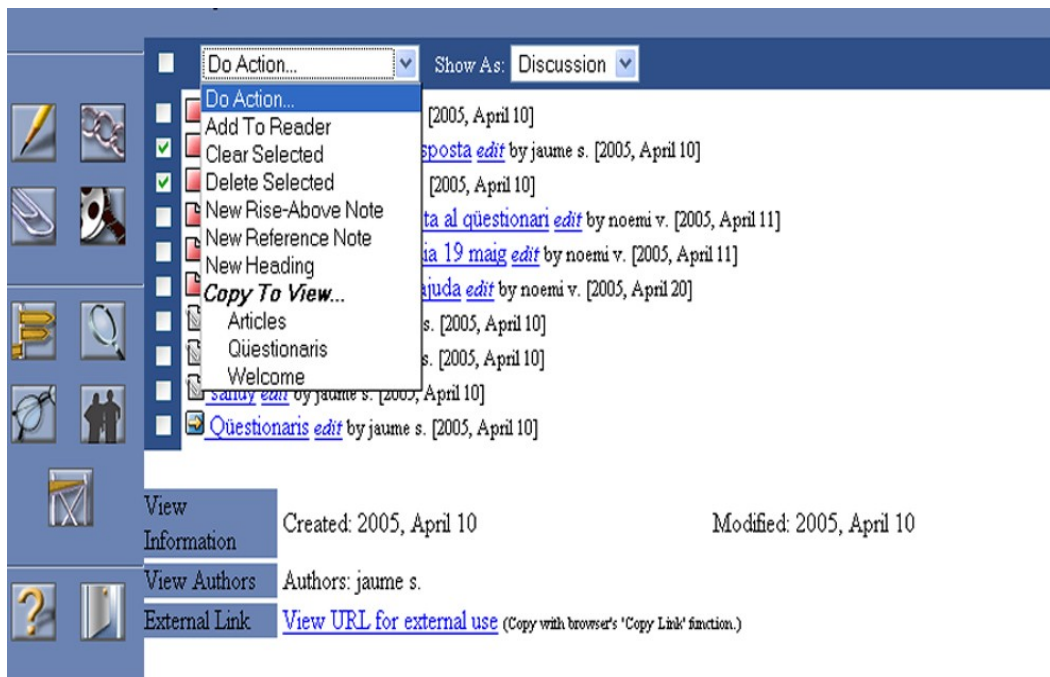 Do Action... Show As: Discussion
Do Action...
Add To Reader
Clear Selected
Delete Selected
New Rise-Above Note
New Reference Note
New Heading
Copy To View...
Articles
Qüestionaris
Welcome
[2005, April 10]
sposta edit by jaume s. [2005, April 10]
[2005, April 10]
ta al qüestionari edit by noemi v. [2005, April 11]
ia 19 maig edit by noemi v. [2005, April 11]
ajuda edit by noemi v. [2005, April 20]
s. [2005, April 10]
s. [2005, April 10]
sandy edit by jaume s. [2005, April 10]
Qüestionaris edit by jaume s. [2005, April 10]
View Information
Created: 2005, April 10 Modified: 2005, April 10
View Authors Authors: jaume s.
External Link View URL for external use (Copy with browser's 'Copy Link' function.)